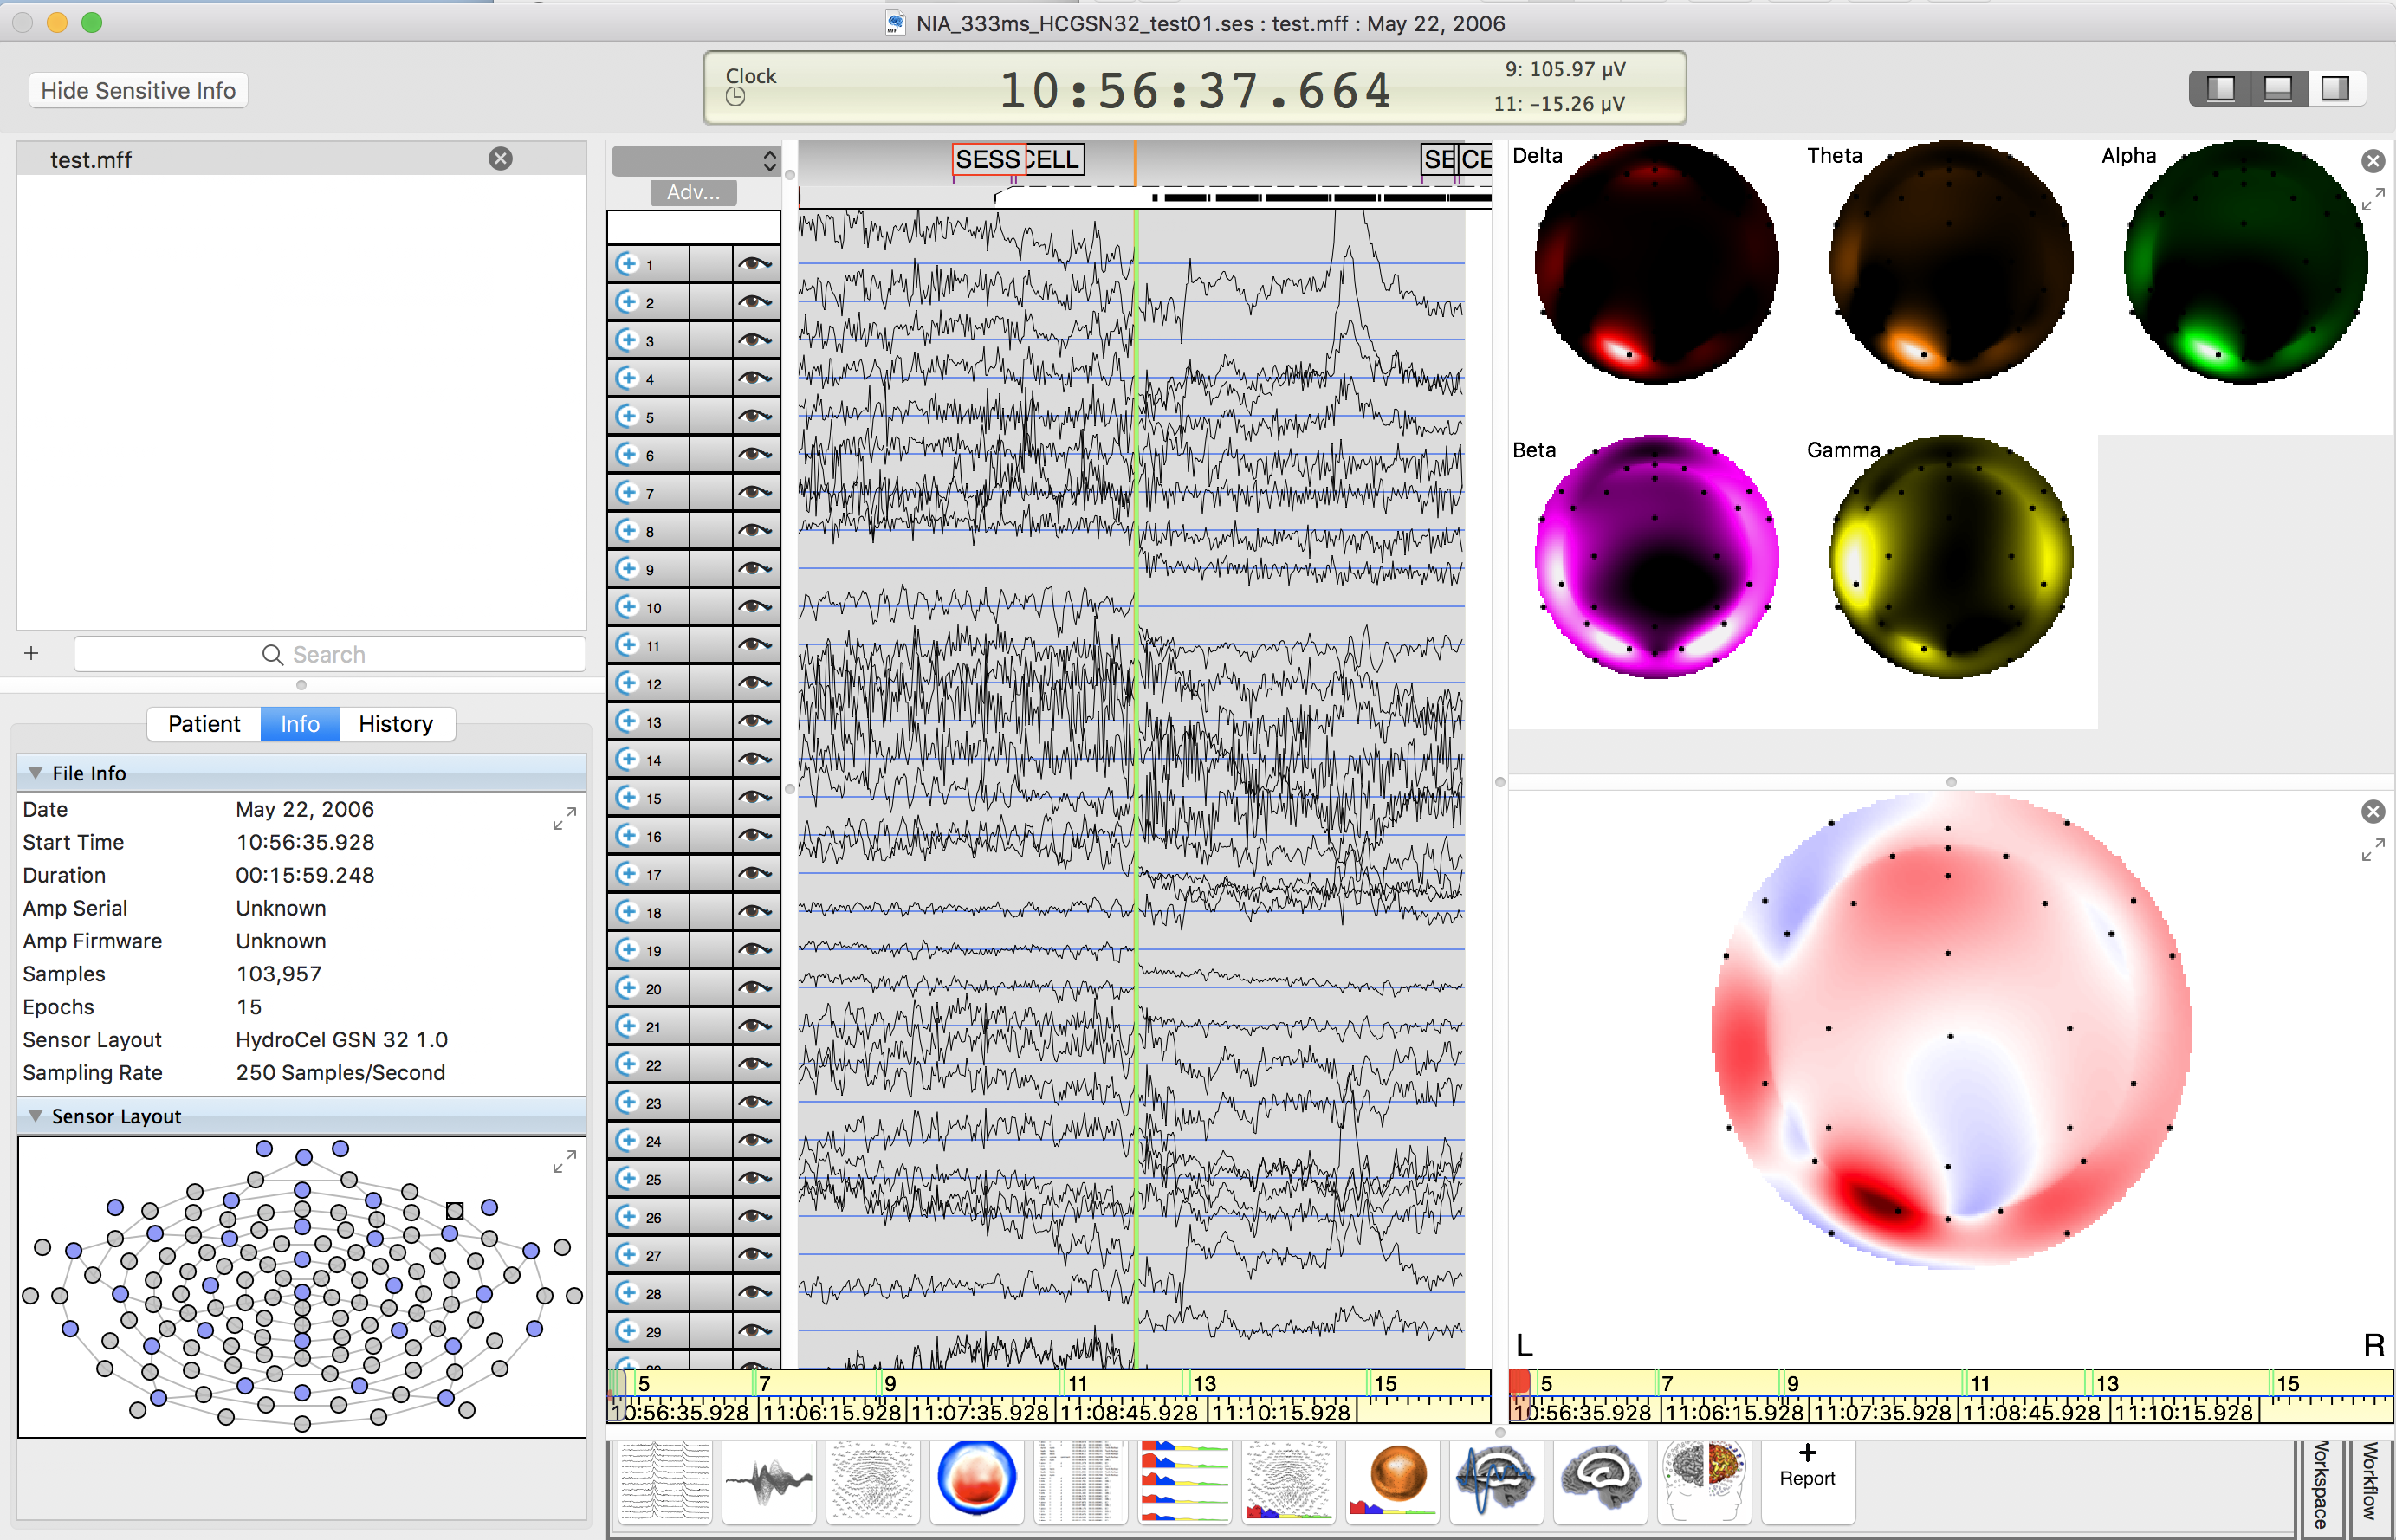 NIA_333ms_HCGSN32_test01.ses : test.mff : May 22, 2006
Hide Sensitive Info
Clock
10:56:37.664
9: 105.97 µV
11: -15.26 µV
test.mff
Search
Patient
Info
History
File Info
Date May 22, 2006
Start Time 10:56:35.928
Duration 00:15:59.248
Amp Serial Unknown
Amp Firmware Unknown
Samples 103,957
Epochs 15
Sensor Layout HydroCel GSN 32 1.0
Sampling Rate 250 Samples/Second
Sensor Layout
Adv...
SESS CELL
SE CE
1
2
3
4
5
6
7
8
9
10
11
12
13
14
15
16
17
18
19
20
21
22
23
24
25
26
27
28
29
5 7 9 11 13 15
10:56:35.928 11:06:15.928 11:07:35.928 11:08:45.928 11:10:15.928
Delta
Theta
Alpha
Beta
Gamma
L R
5 7 9 11 13 15
10:56:35.928 11:06:15.928 11:07:35.928 11:08:45.928 11:10:15.928
+
Report
Workspace
Workflow